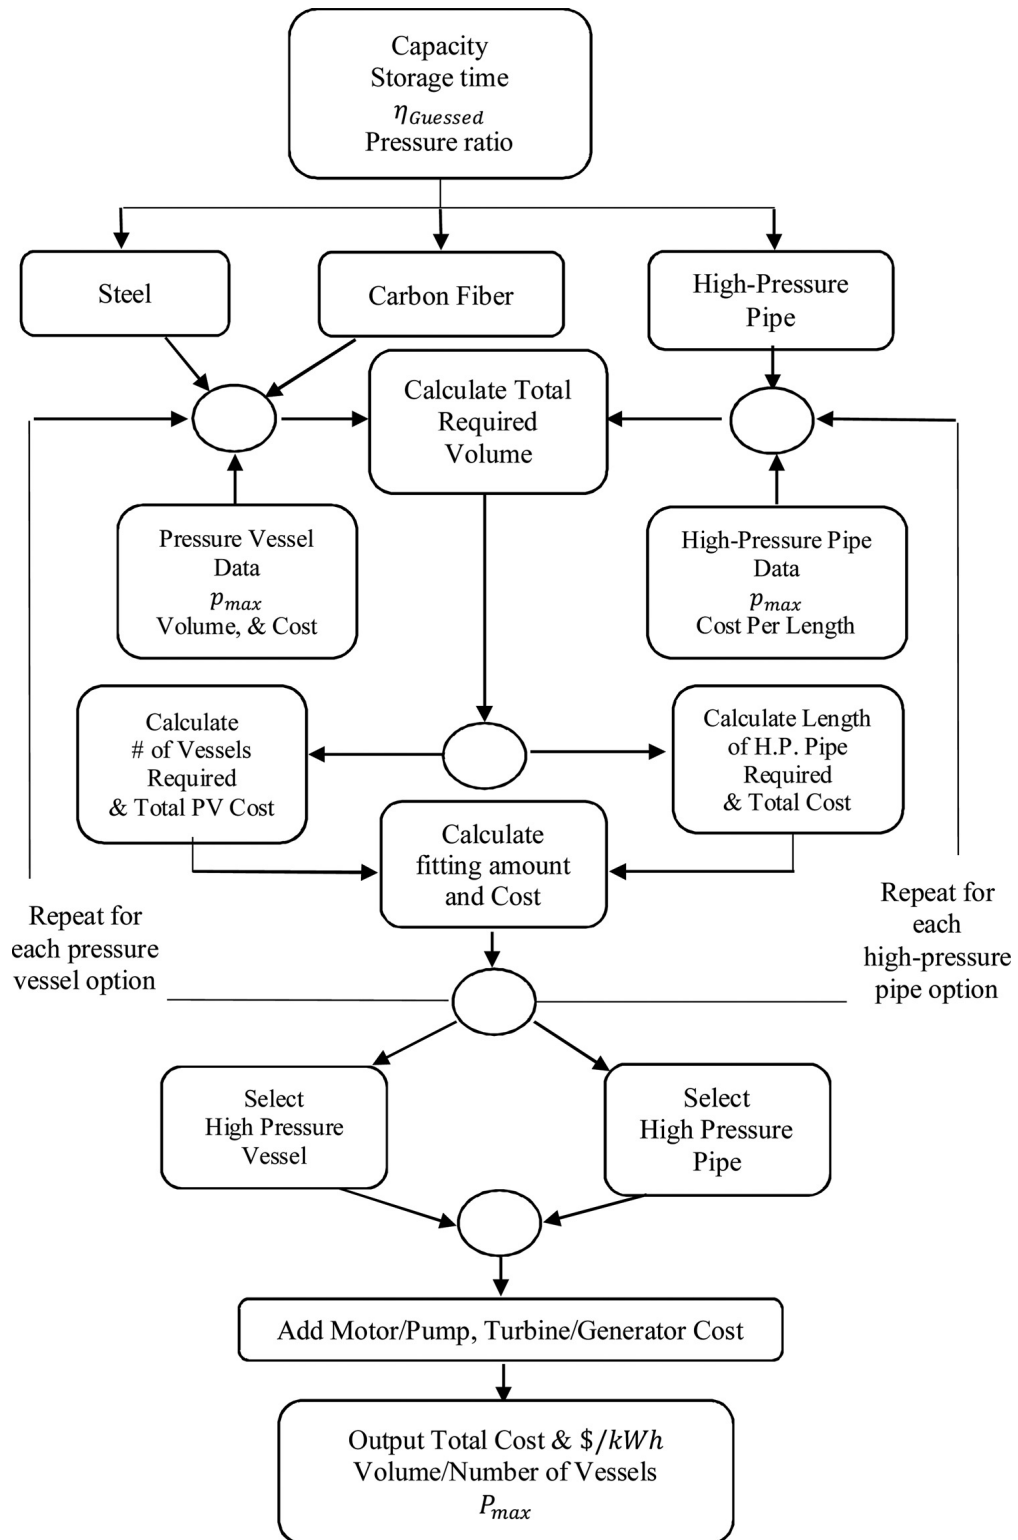 Capacity
Storage time
η_Guessed
Pressure ratio
Steel
Carbon Fiber
High-Pressure
Pipe
Calculate Total
Required
Volume
Pressure Vessel
Data
p_max
Volume, & Cost
High-Pressure Pipe
Data
p_max
Cost Per Length
Calculate
# of Vessels
Required
& Total PV Cost
Calculate Length
of H.P. Pipe
Required
& Total Cost
Calculate
fitting amount
and Cost
Repeat for
each pressure
vessel option
Repeat for
each
high-pressure
pipe option
Select
High Pressure
Vessel
Select
High Pressure
Pipe
Add Motor/Pump, Turbine/Generator Cost
Output Total Cost & $/kWh
Volume/Number of Vessels
P_max